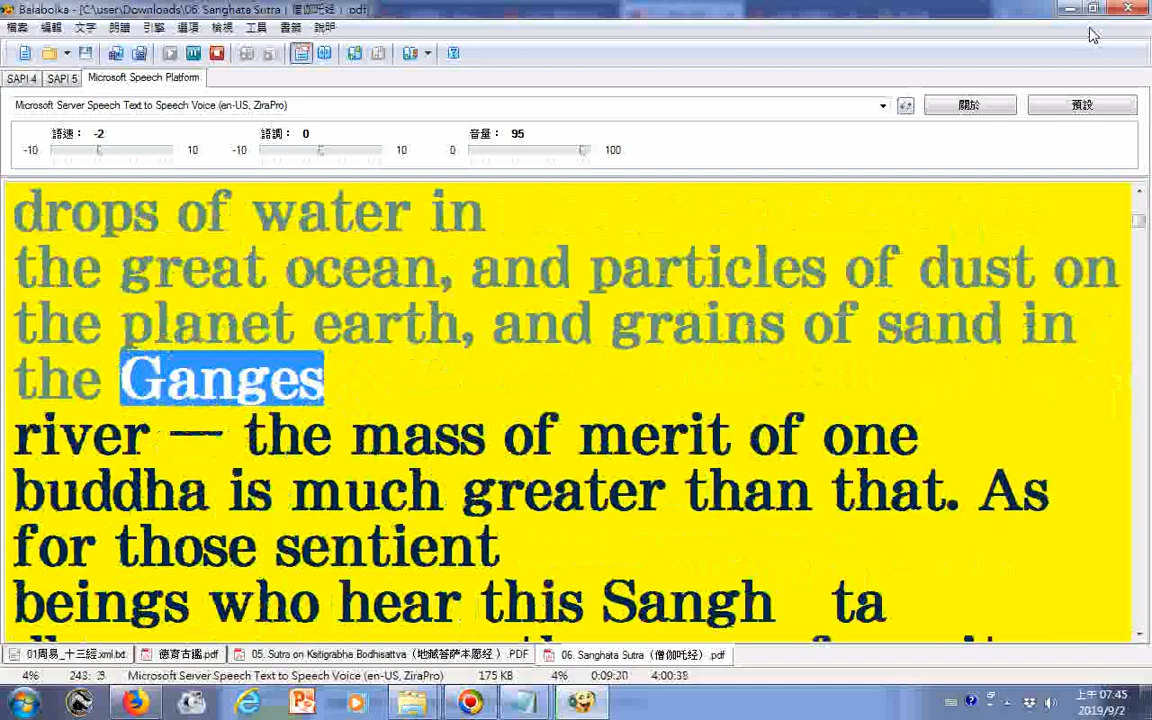 Balabolka - [C:\user\Downloads\06. Sanghata Sutra（僧伽吒经）.pdf]
檔案 編輯 文字 朗讀 引擎 選項 檢視 工具 書籤 說明
SAPI 4 SAPI 5 Microsoft Speech Platform
Microsoft Server Speech Text to Speech Voice (en-US, ZiraPro) 關於 預設
語速： -2 語調： 0 音量： 95
-10 10 -10 10 0 100
drops of water in
the great ocean, and particles of dust on
the planet earth, and grains of sand in
the Ganges
river — the mass of merit of one
buddha is much greater than that. As
for those sentient
beings who hear this Sangh ta
01周易_十三經.xml.txt 德育古鑑.pdf 05. Sutra on Ksitigrabha Bodhisattva（地藏菩萨本愿经）.PDF 06. Sanghata Sutra（僧伽吒经）.pdf
4% 243: 3 Microsoft Server Speech Text to Speech Voice (en-US, ZiraPro) 175 KB 4% 0:09:20 4:00:38
上午 07:45
2019/9/2